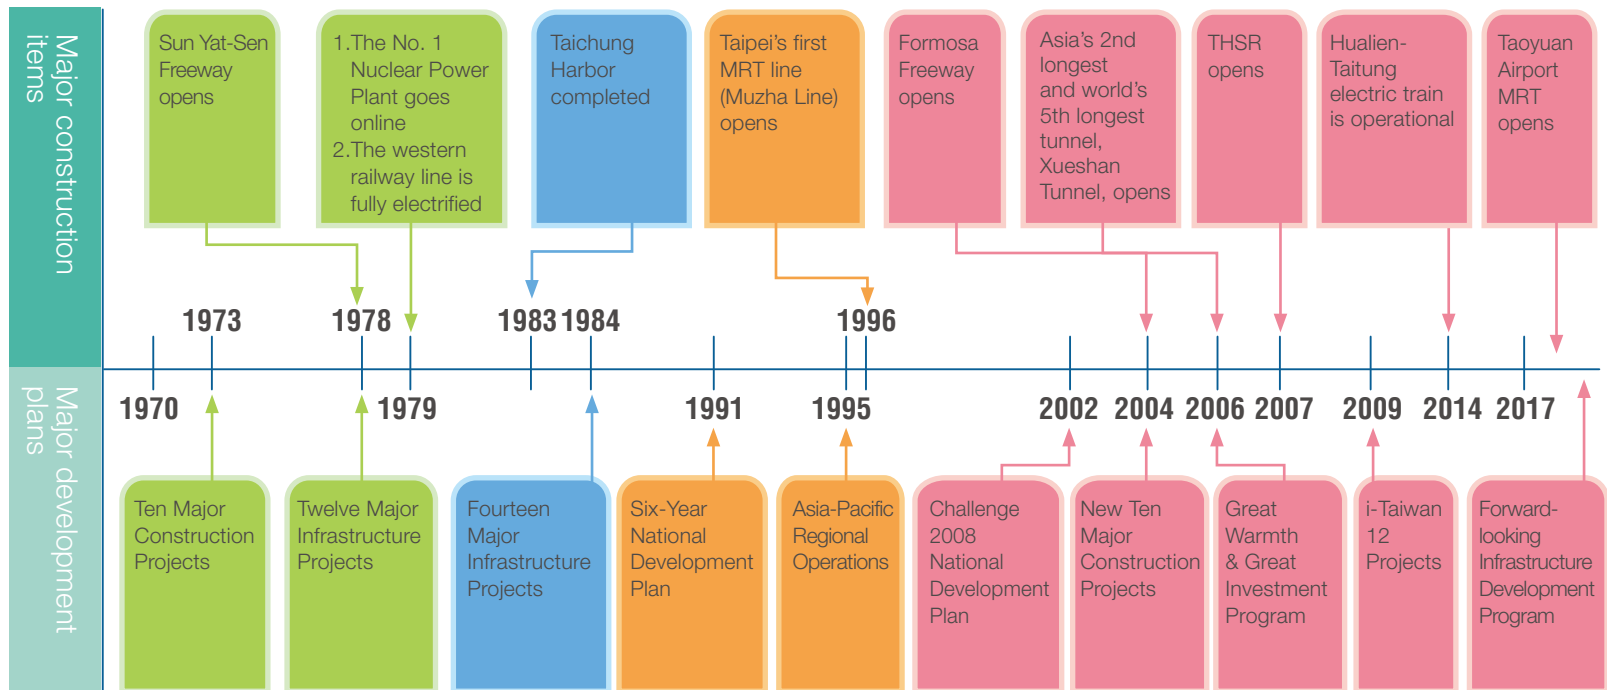 Major construction
items
Sun Yat-Sen
Freeway
opens
1.The No. 1
Nuclear Power
Plant goes
online
2.The western
railway line is
fully electrified
Taichung
Harbor
completed
Taipei's first
MRT line
(Muzha Line)
opens
Formosa
Freeway
opens
Asia's 2nd
longest
and world's
5th longest
tunnel,
Xueshan
Tunnel, opens
THSR
opens
Hualien-
Taitung
electric train
is operational
Taoyuan
Airport
MRT
opens
1973
1978
1983
1984
1996
1970
1979
1991
1995
2002
2004
2006
2007
2009
2014
2017
Major development
plans
Ten Major
Construction
Projects
Twelve Major
Infrastructure
Projects
Fourteen
Major
Infrastructure
Projects
Six-Year
National
Development
Plan
Asia-Pacific
Regional
Operations
Challenge
2008
National
Development
Plan
New Ten
Major
Construction
Projects
Great
Warmth
& Great
Investment
Program
i-Taiwan
12
Projects
Forward-
looking
Infrastructure
Development
Program